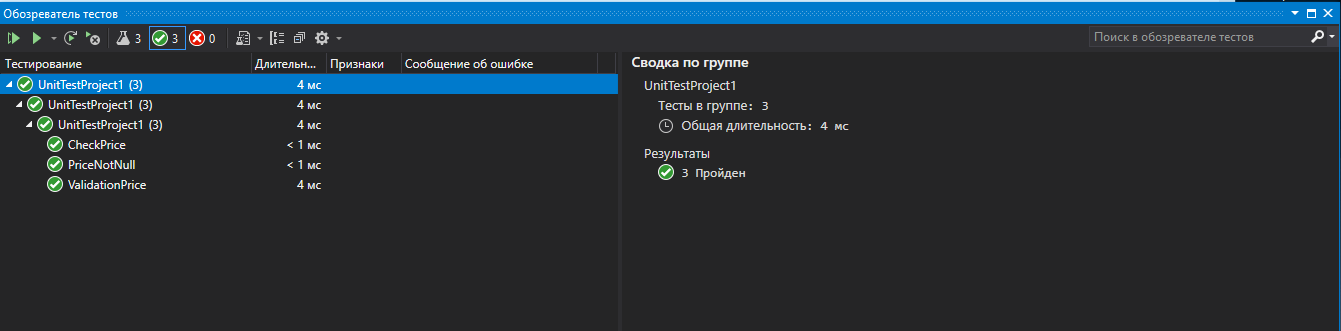 Обозреватель тестов
3 3 0
Поиск в обозревателе тестов
Тестирование Длительн... Признаки Сообщение об ошибке
UnitTestProject1 (3) 4 мс
UnitTestProject1 (3) 4 мс
UnitTestProject1 (3) 4 мс
CheckPrice < 1 мс
PriceNotNull < 1 мс
ValidationPrice 4 мс
Сводка по группе
UnitTestProject1
Тесты в группе: 3
Общая длительность: 4 мс
Результаты
3 Пройден